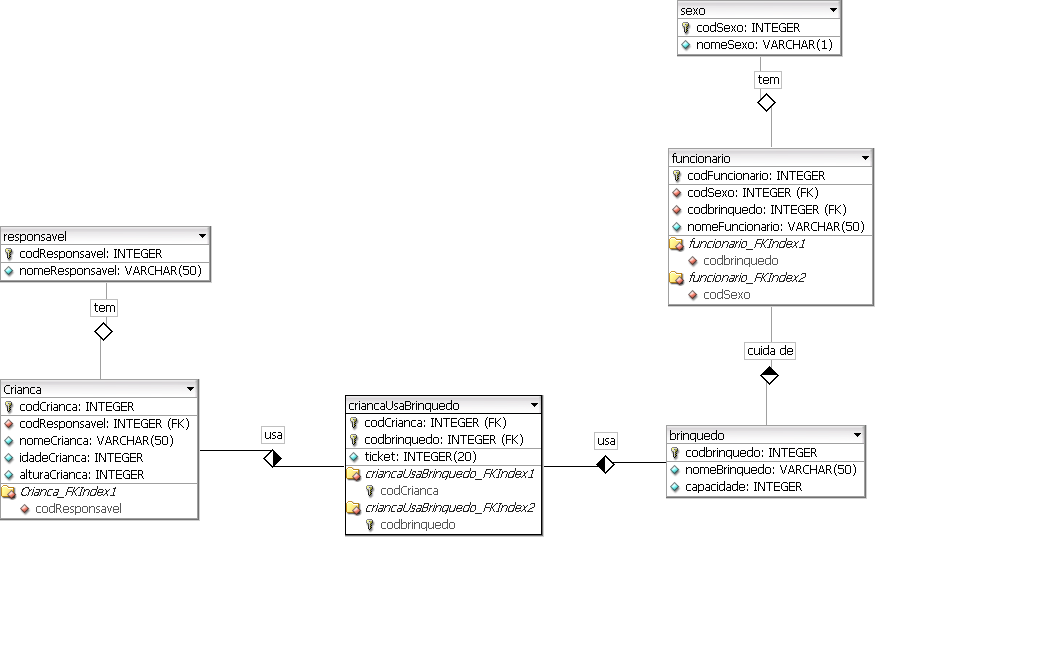 sexo
codSexo: INTEGER
nomeSexo: VARCHAR(1)
tem
funcionario
codFuncionario: INTEGER
codSexo: INTEGER (FK)
codbrinquedo: INTEGER (FK)
nomeFuncionario: VARCHAR(50)
funcionario_FKIndex1
codbrinquedo
funcionario_FKIndex2
codSexo
responsavel
codResponsavel: INTEGER
nomeResponsavel: VARCHAR(50)
tem
cuida de
Crianca
codCrianca: INTEGER
codResponsavel: INTEGER (FK)
nomeCrianca: VARCHAR(50)
idadeCrianca: INTEGER
alturaCrianca: INTEGER
Crianca_FKIndex1
codResponsavel
usa
criancaUsaBrinquedo
codCrianca: INTEGER (FK)
codbrinquedo: INTEGER (FK)
ticket: INTEGER(20)
criancaUsaBrinquedo_FKIndex1
codCrianca
criancaUsaBrinquedo_FKIndex2
codbrinquedo
usa
brinquedo
codbrinquedo: INTEGER
nomeBrinquedo: VARCHAR(50)
capacidade: INTEGER